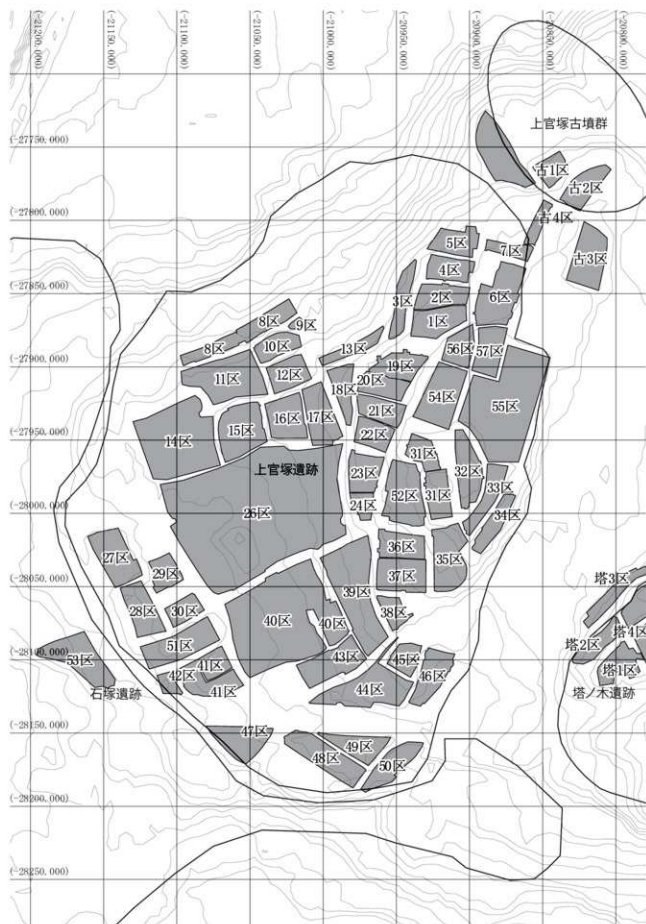 (-21200.000)
(-21150.000)
(-21100.000)
(-21050.000)
(-21000.000)
(-20950.000)
(-20900.000)
(-20850.000)
(-20800.000)
(-27750.000)
(-27800.000)
(-27850.000)
(-27900.000)
(-27950.000)
(-28000.000)
(-28050.000)
(-28100.000)
(-28150.000)
(-28200.000)
(-28250.000)
上官塚古墳群
古1区
古2区
古4区
古3区
5区
7区
4区
3区
2区
6区
1区
8区
9区
8区
10区
13区
56区
57区
11区
12区
18区
20区
19区
54区
55区
14区
15区
16区
17区
21区
22区
上官塚遺跡
31区
32区
23区
52区
31区
33区
24区
34区
26区
27区
29区
36区
35区
37区
39区
28区
30区
40区
40区
38区
51区
43区
45区
46区
53区
42区
41区
41区
44区
石塚遺跡
47区
48区
49区
50区
塔3区
塔2区
塔4区
塔1区
塔ノ木遺跡